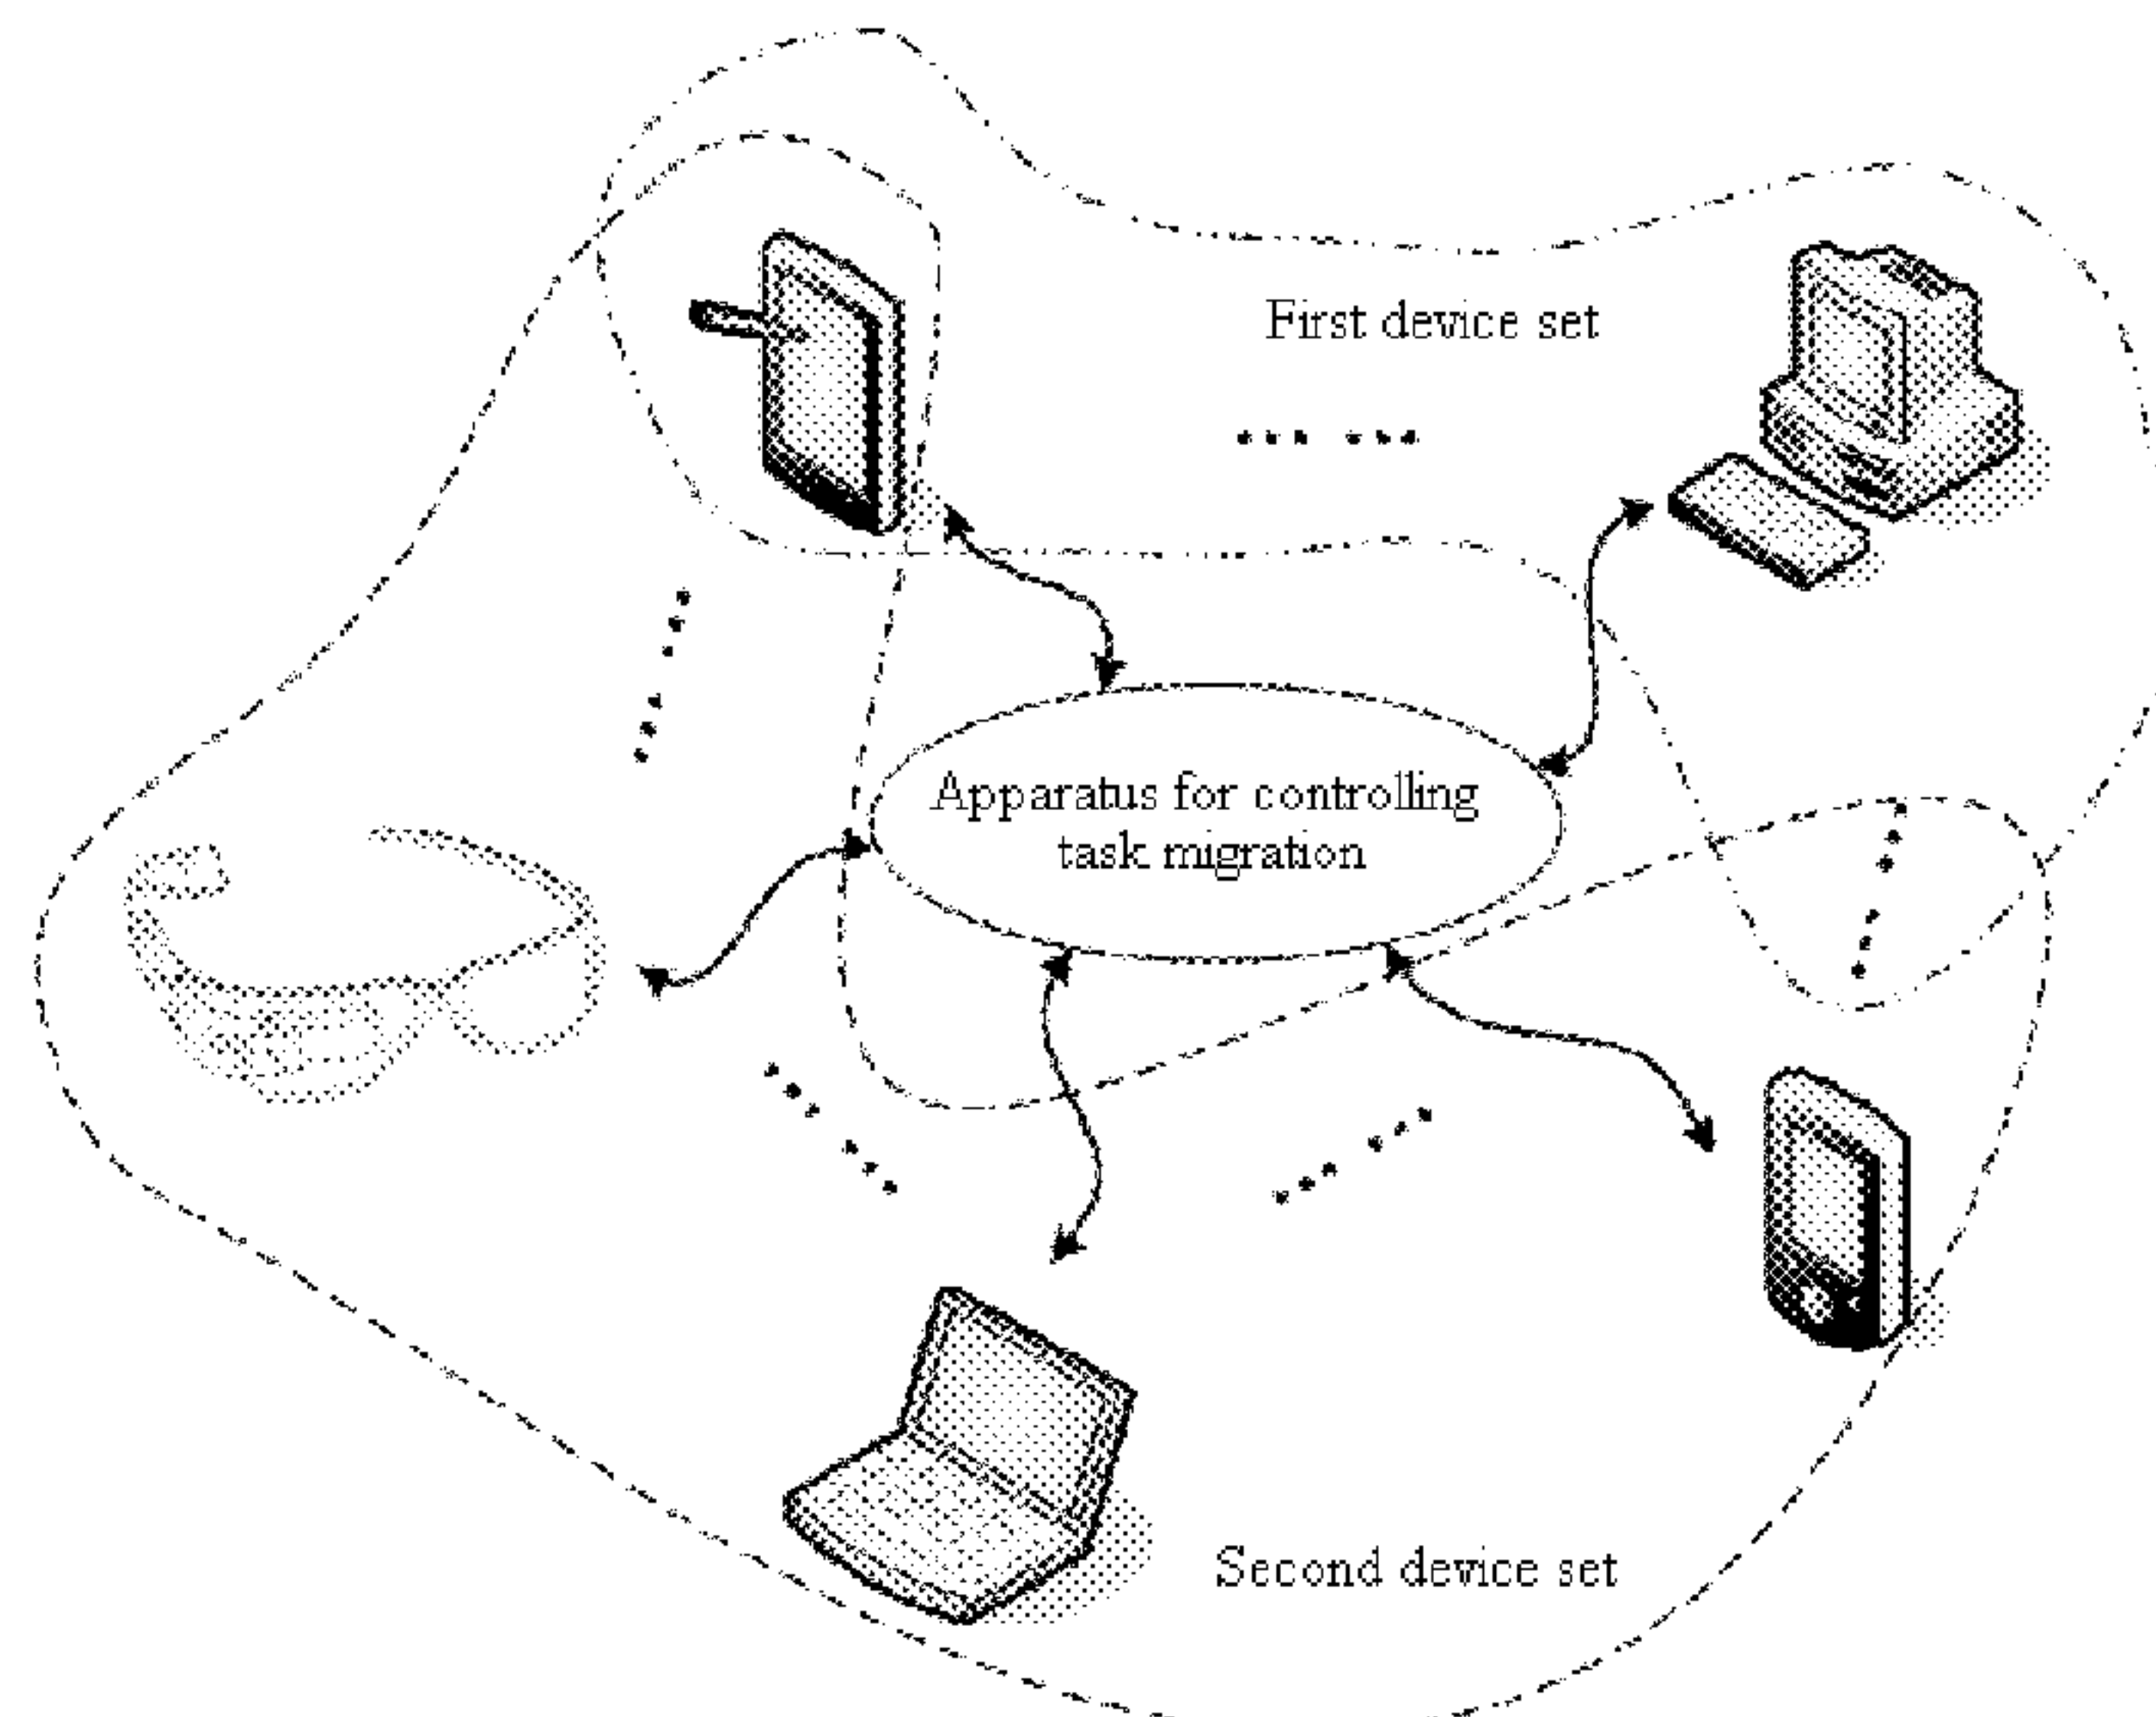 First device set
Apparatus for controlling
task migration
Second device set